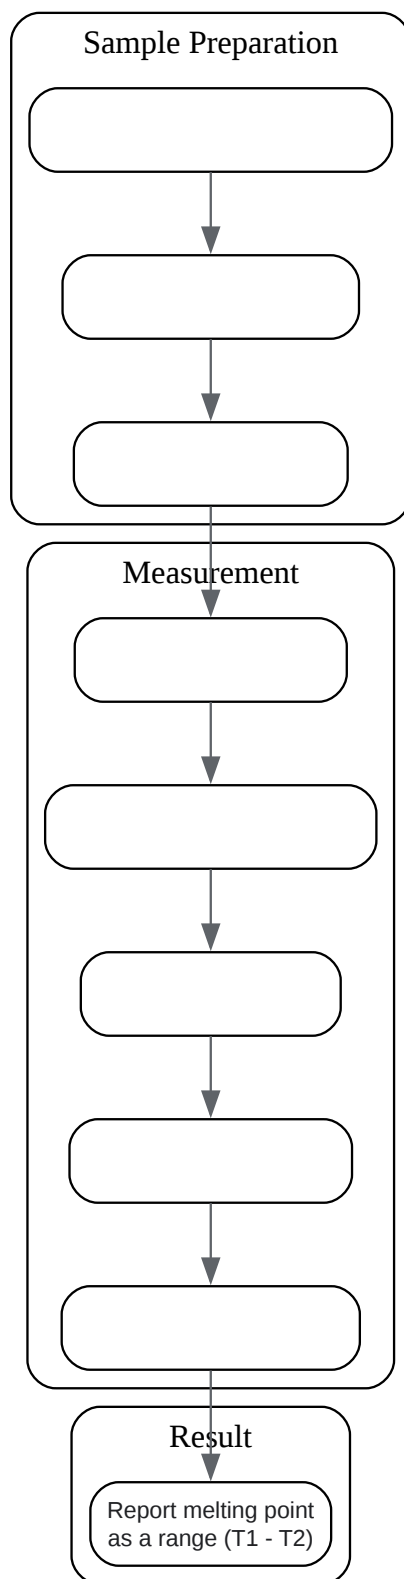 Sample Preparation
Measurement
Result
Report melting point
as a range (T1 - T2)